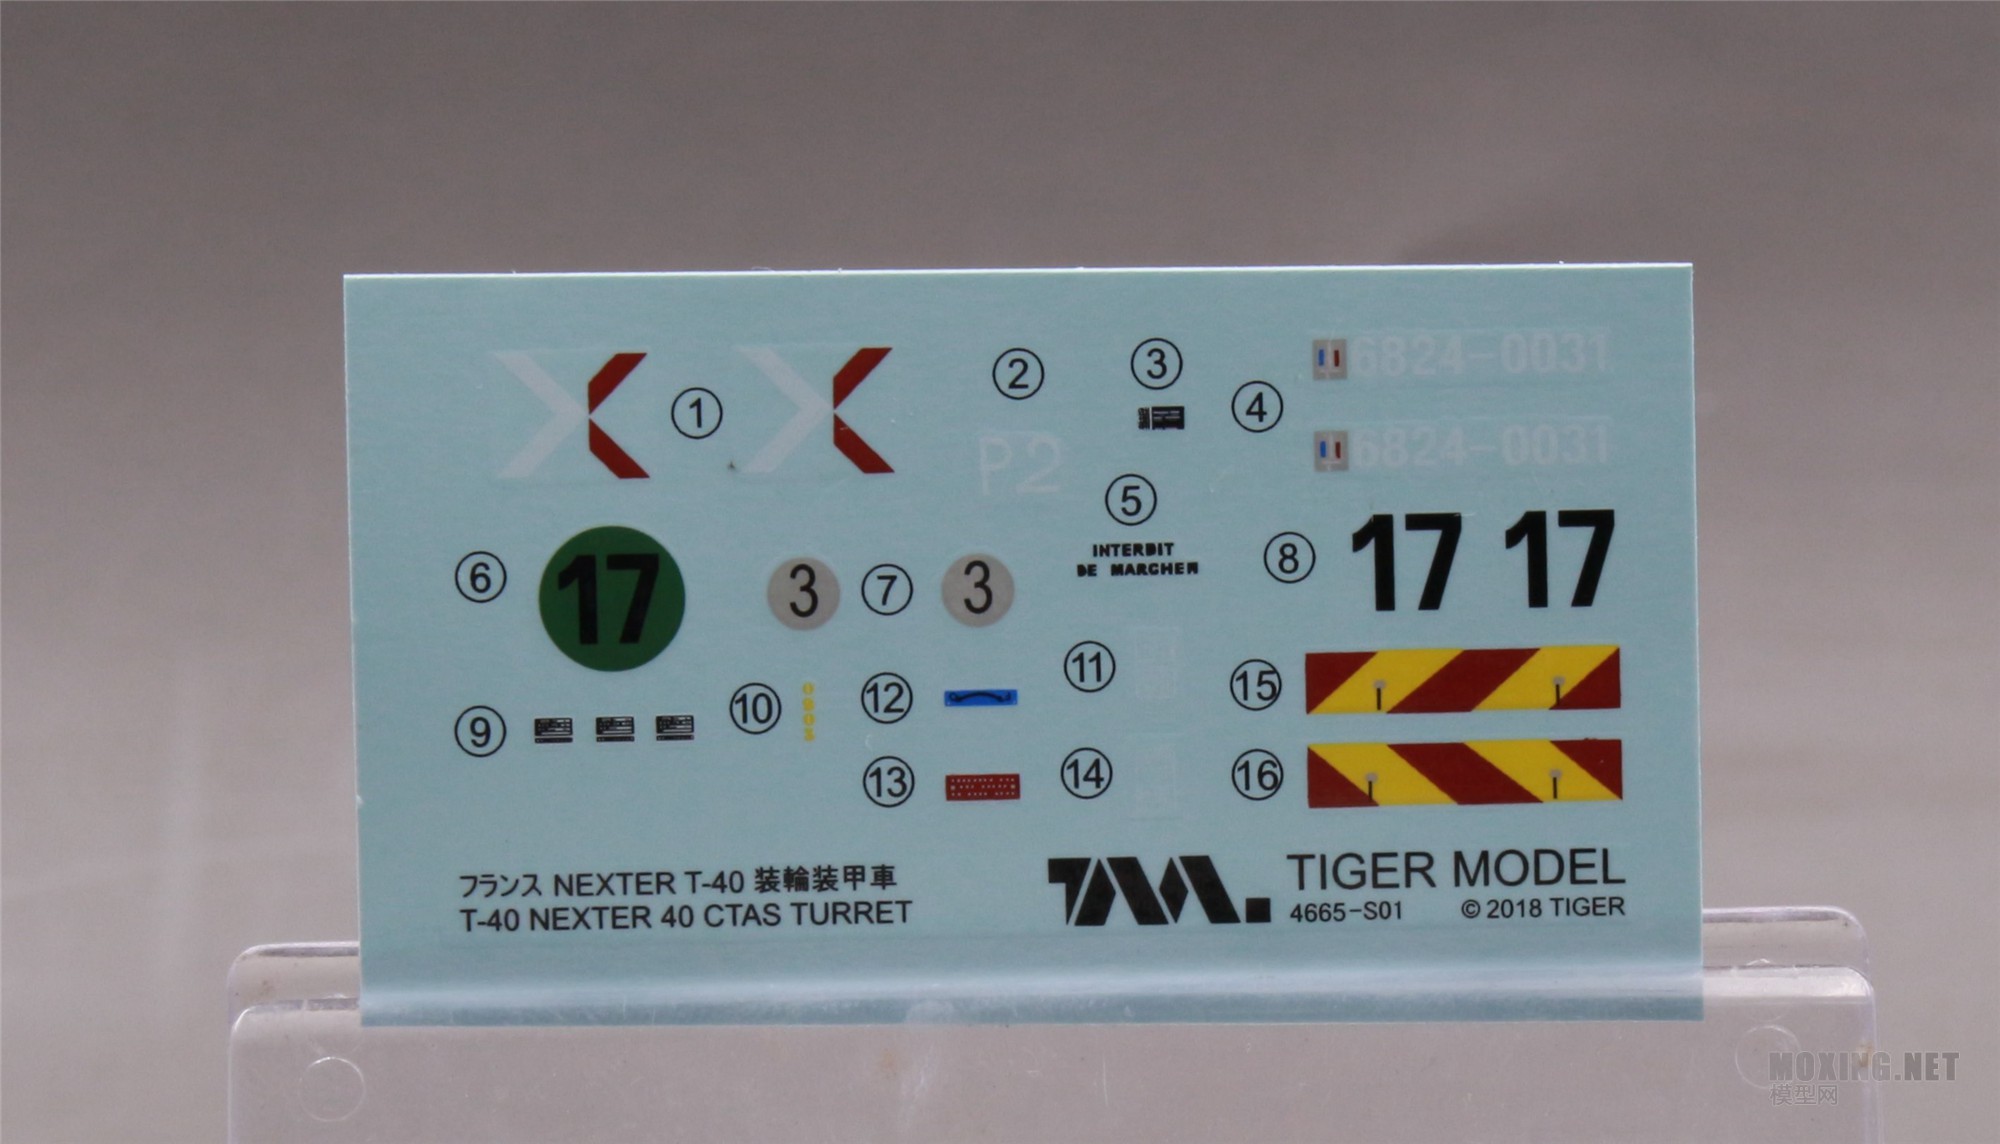 1
2
3
4
6824-0031
P2
6824-0031
5
INTERDIT
DE MARCHER
6
17
3
7
3
8
17 17
9
10
11
12
13
14
15
16
フランス NEXTER T-40 装輪装甲車
T-40 NEXTER 40 CTAS TURRET
TIGER MODEL
4665-S01 © 2018 TIGER
MOXING.NET
模型网